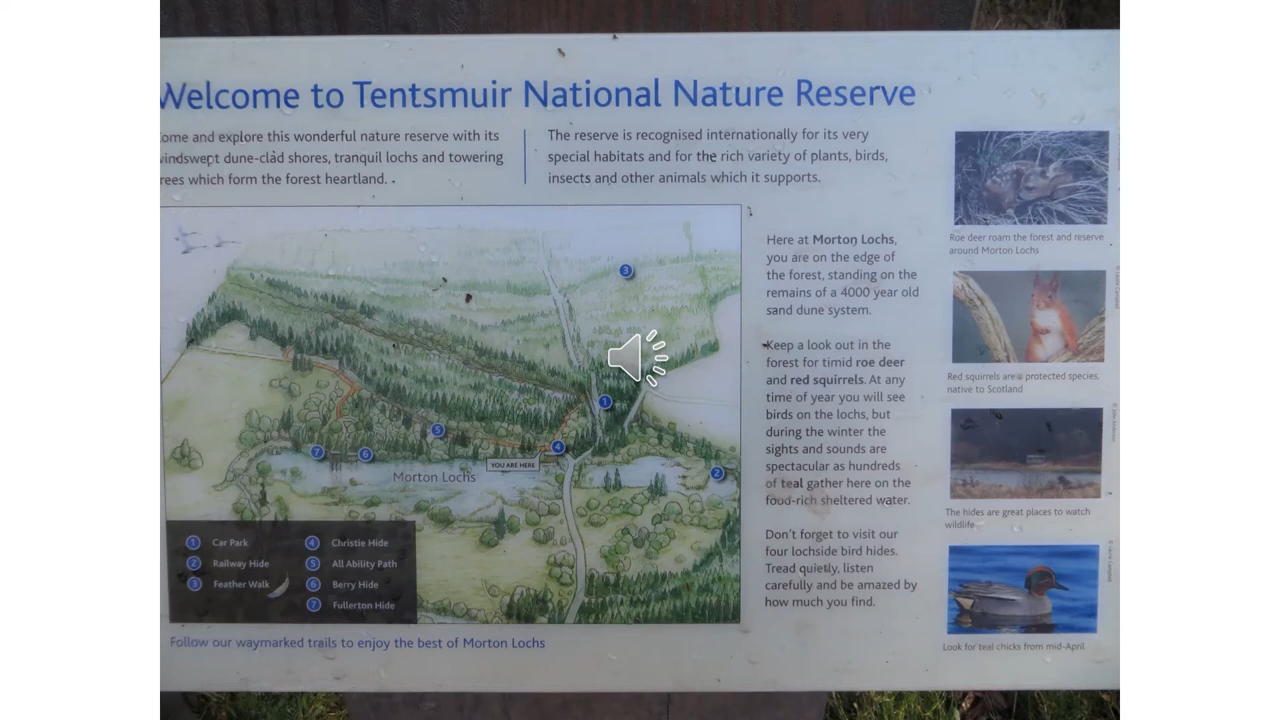 Welcome to Tentsmuir National Nature Reserve
ome and explore this wonderful nature reserve with its
windswept dune-clad shores, tranquil lochs and towering
rees which form the forest heartland.
The reserve is recognised internationally for its very
special habitats and for the rich variety of plants, birds,
insects and other animals which it supports.
Here at Morton Lochs,
you are on the edge of
the forest, standing on the
remains of a 4000 year old
sand dune system.
Keep a look out in the
forest for timid roe deer
and red squirrels. At any
time of year you will see
birds on the lochs, but
during the winter the
sights and sounds are
spectacular as hundreds
of teal gather here on the
food-rich sheltered water.
Don't forget to visit our
four lochside bird hides.
Tread quietly, listen
carefully and be amazed by
how much you find.
Roe deer roam the forest and reserve
around Morton Lochs
Red squirrels are a protected species,
native to Scotland
The hides are great places to watch
wildlife
Look for teal chicks from mid-April
3
1
5
4
7
6
2
YOU ARE HERE
Morton Lochs
1 Car Park
2 Railway Hide
3 Feather Walk
4 Christie Hide
5 All Ability Path
6 Berry Hide
7 Fullerton Hide
Follow our waymarked trails to enjoy the best of Morton Lochs